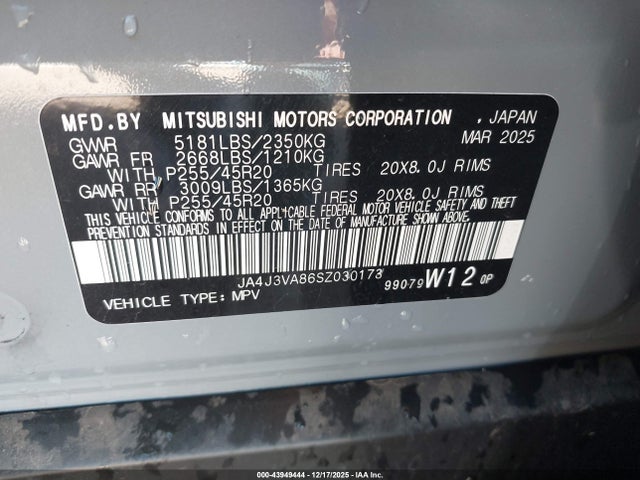 MFD.BY MITSUBISHI MOTORS CORPORATION , JAPAN
GVWR 5181LBS/2350KG MAR 2025
GAWR FR 2668LBS/1210KG
WITH P255/45R20 TIRES 20X8.0J RIMS
GAWR RR 3009LBS/1365KG
WITH P255/45R20 TIRES 20X8.0J RIMS
THIS VEHICLE CONFORMS TO ALL APPLICABLE FEDERAL MOTOR VEHICLE SAFETY AND THEFT
PREVENTION STANDARDS IN EFFECT ON THE DATE OF MANUFACTURE SHOWN ABOVE.
JA4J3VA86SZ030173
VEHICLE TYPE: MPV 99079 W12 0P
000-43949444 - 12/17/2025 - IAA Inc.